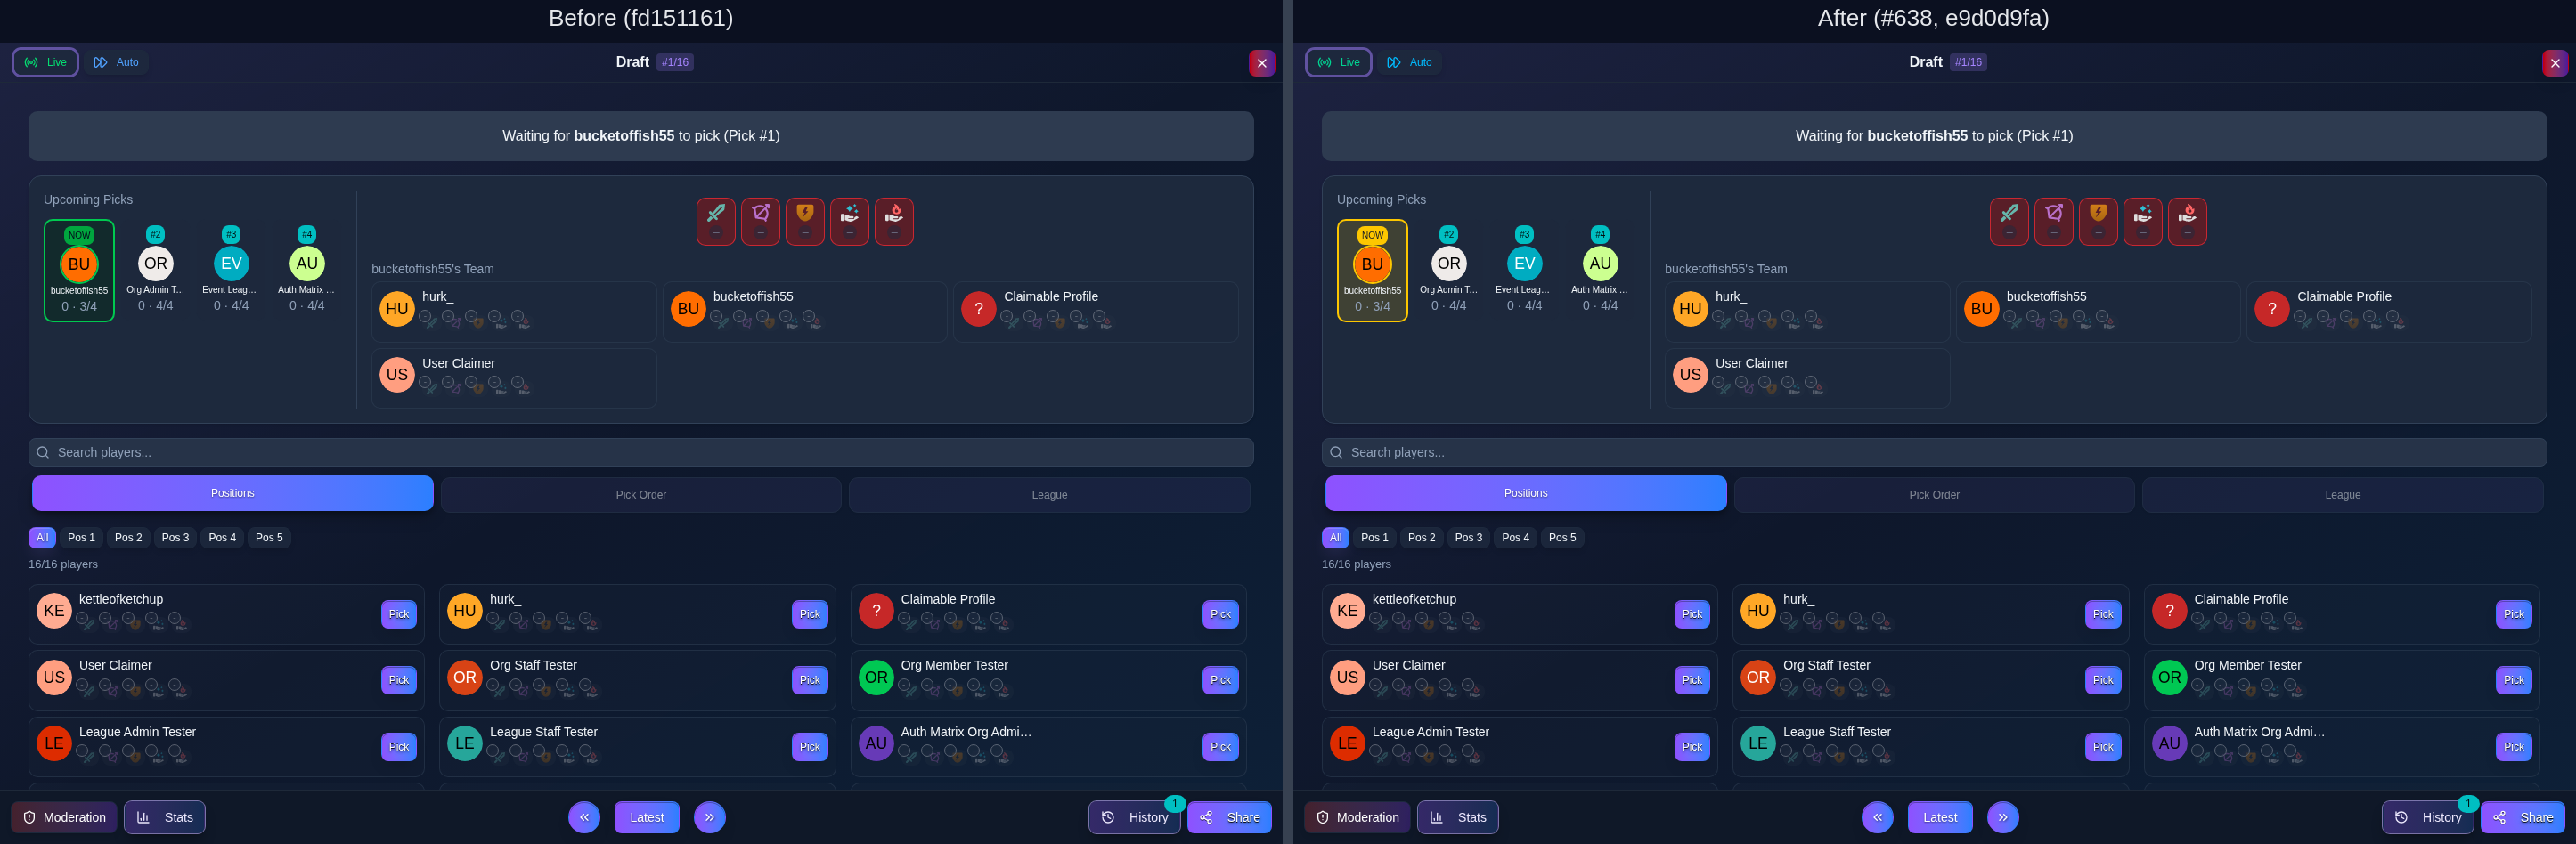 Before (fd151161)
Live
Auto
Draft #1/16
Waiting for bucketoffish55 to pick (Pick #1)
Upcoming Picks
NOW
BU
bucketoffish55
0 · 3/4
#2
OR
Org Admin T...
0 · 4/4
#3
EV
Event Leag...
0 · 4/4
#4
AU
Auth Matrix ...
0 · 4/4
bucketoffish55's Team
HU hurk_
BU bucketoffish55
? Claimable Profile
US User Claimer
Search players...
Positions
Pick Order
League
All Pos 1 Pos 2 Pos 3 Pos 4 Pos 5
16/16 players
KE kettleofketchup Pick
HU hurk_ Pick
? Claimable Profile Pick
US User Claimer Pick
OR Org Staff Tester Pick
OR Org Member Tester Pick
LE League Admin Tester Pick
LE League Staff Tester Pick
AU Auth Matrix Org Admi... Pick
Moderation
Stats
Latest
History 1
Share
After (#638, e9d0d9fa)
Live
Auto
Draft #1/16
Waiting for bucketoffish55 to pick (Pick #1)
Upcoming Picks
NOW
BU
bucketoffish55
0 · 3/4
#2
OR
Org Admin T...
0 · 4/4
#3
EV
Event Leag...
0 · 4/4
#4
AU
Auth Matrix ...
0 · 4/4
bucketoffish55's Team
HU hurk_
BU bucketoffish55
? Claimable Profile
US User Claimer
Search players...
Positions
Pick Order
League
All Pos 1 Pos 2 Pos 3 Pos 4 Pos 5
16/16 players
KE kettleofketchup Pick
HU hurk_ Pick
? Claimable Profile Pick
US User Claimer Pick
OR Org Staff Tester Pick
OR Org Member Tester Pick
LE League Admin Tester Pick
LE League Staff Tester Pick
AU Auth Matrix Org Admi... Pick
Moderation
Stats
Latest
History 1
Share